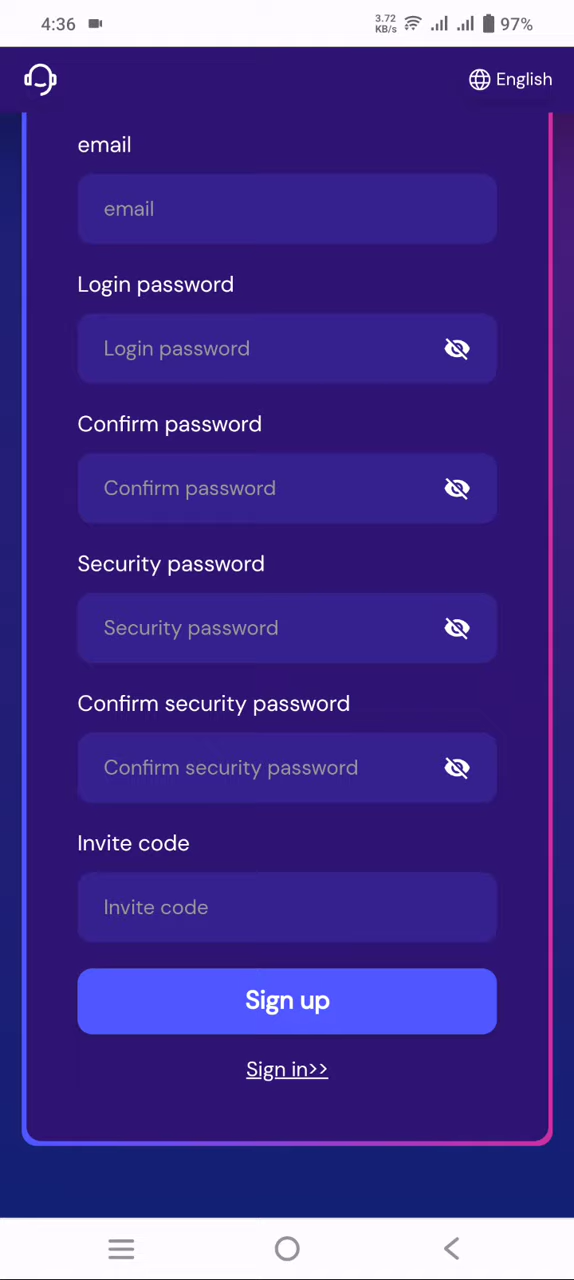 4:36
3.72
KB/s
97%
English
email
email
Login password
Login password
Confirm password
Confirm password
Security password
Security password
Confirm security password
Confirm security password
Invite code
Invite code
Sign up
Sign in>>